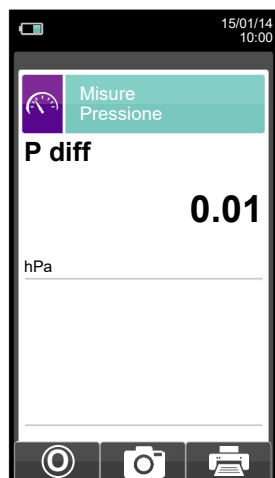 15/01/14
10:00
Misure
Pressione
P diff
0.01
hPa
O